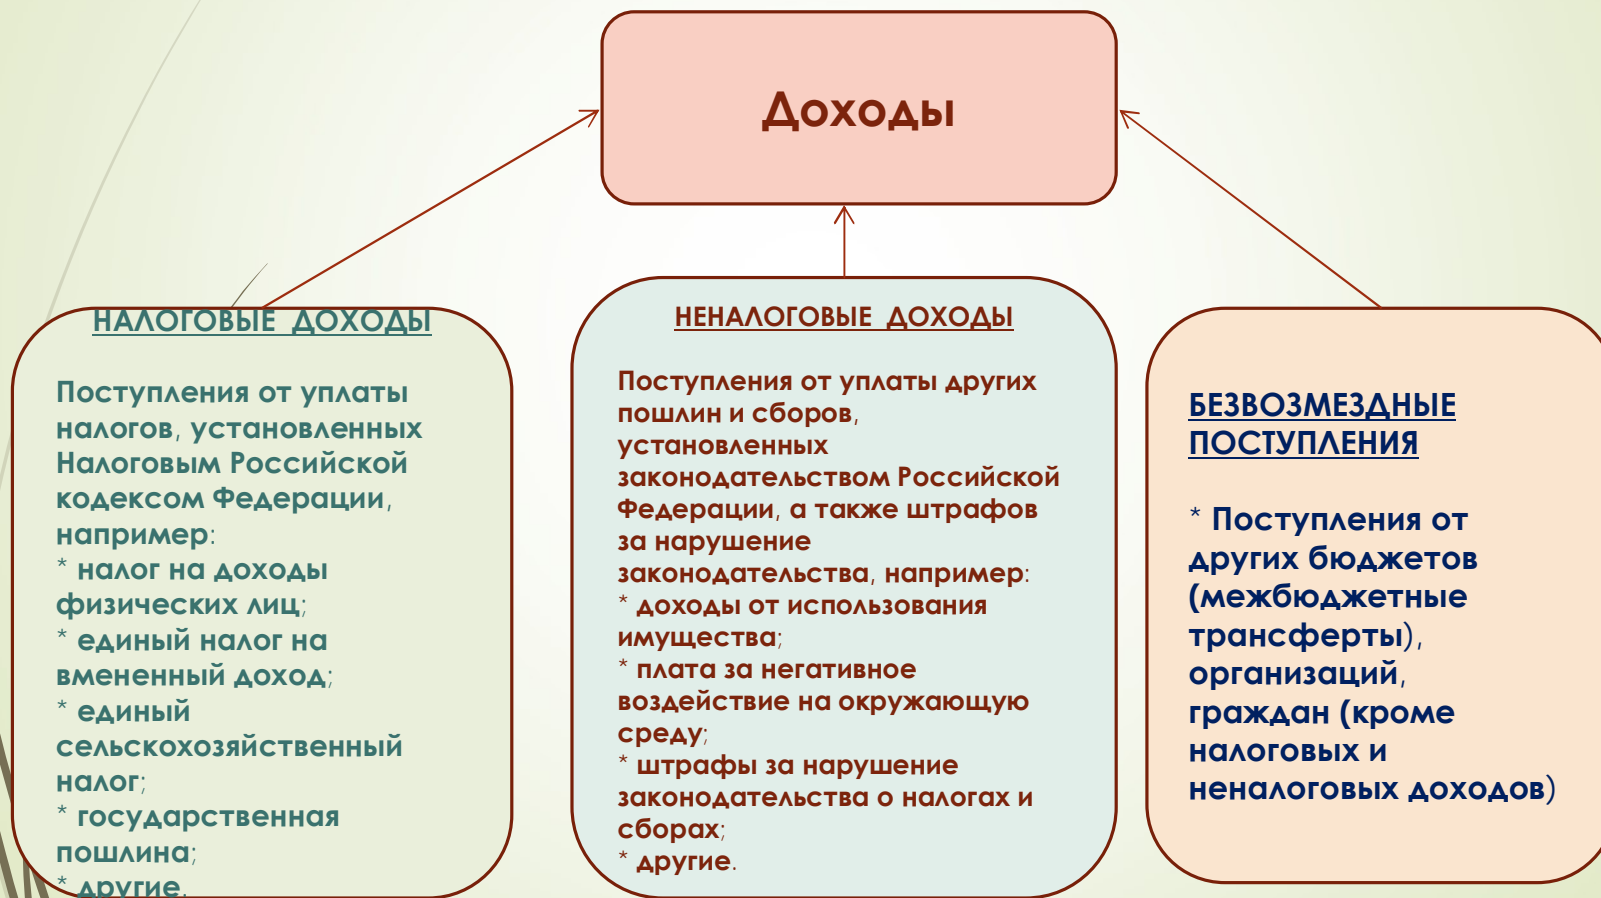 Доходы
НАЛОГОВЫЕ ДОХОДЫ
Поступления от уплаты
налогов, установленных
Налоговым Российской
кодексом Федерации,
например:
* налог на доходы
физических лиц;
* единый налог на
вмененный доход;
* единый
сельскохозяйственный
налог;
* государственная
пошлина;
* другие.
НЕНАЛОГОВЫЕ ДОХОДЫ
Поступления от уплаты других
пошлин и сборов,
установленных
законодательством Российской
Федерации, а также штрафов
за нарушение
законодательства, например:
* доходы от использования
имущества;
* плата за негативное
воздействие на окружающую
среду;
* штрафы за нарушение
законодательства о налогах и
сборах;
* другие.
БЕЗВОЗМЕЗДНЫЕ
ПОСТУПЛЕНИЯ
* Поступления от
других бюджетов
(межбюджетные
трансферты),
организаций,
граждан (кроме
налоговых и
неналоговых доходов)